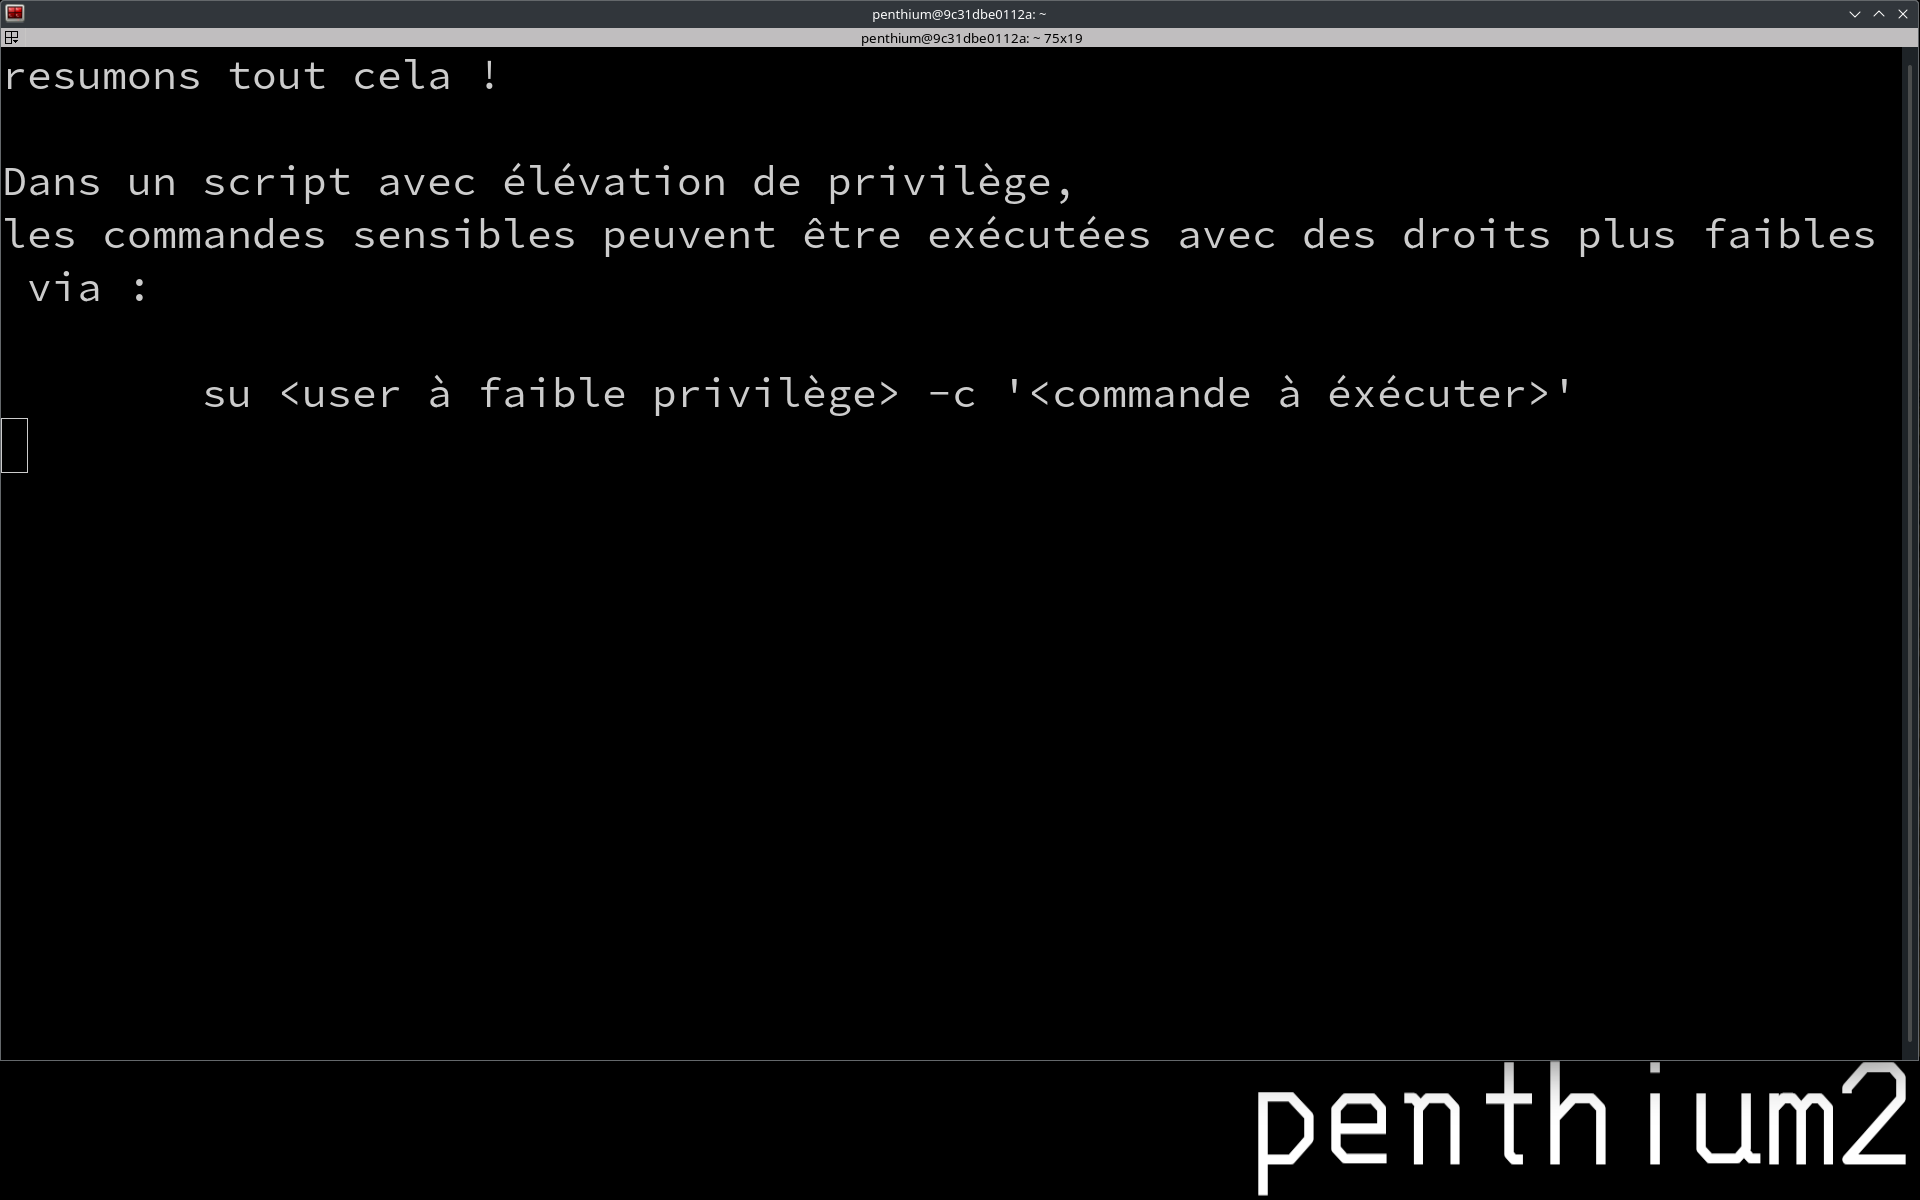 penthium@9c31dbe0112a: ~
penthium@9c31dbe0112a: ~ 75x19
resumons tout cela !
Dans un script avec élévation de privilège,
les commandes sensibles peuvent être exécutées avec des droits plus faibles
via :
su <user à faible privilège> -c '<commande à éxécuter>'
penthium2